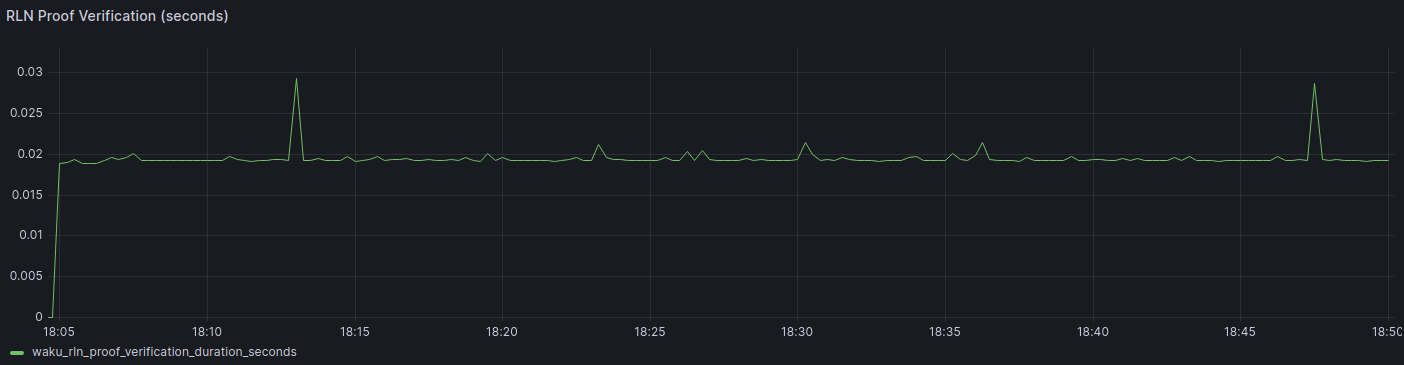 RLN Proof Verification (seconds)
0.03
0.025
0.02
0.015
0.01
0.005
0
18:05 18:10 18:15 18:20 18:25 18:30 18:35 18:40 18:45 18:50
waku_rln_proof_verification_duration_seconds